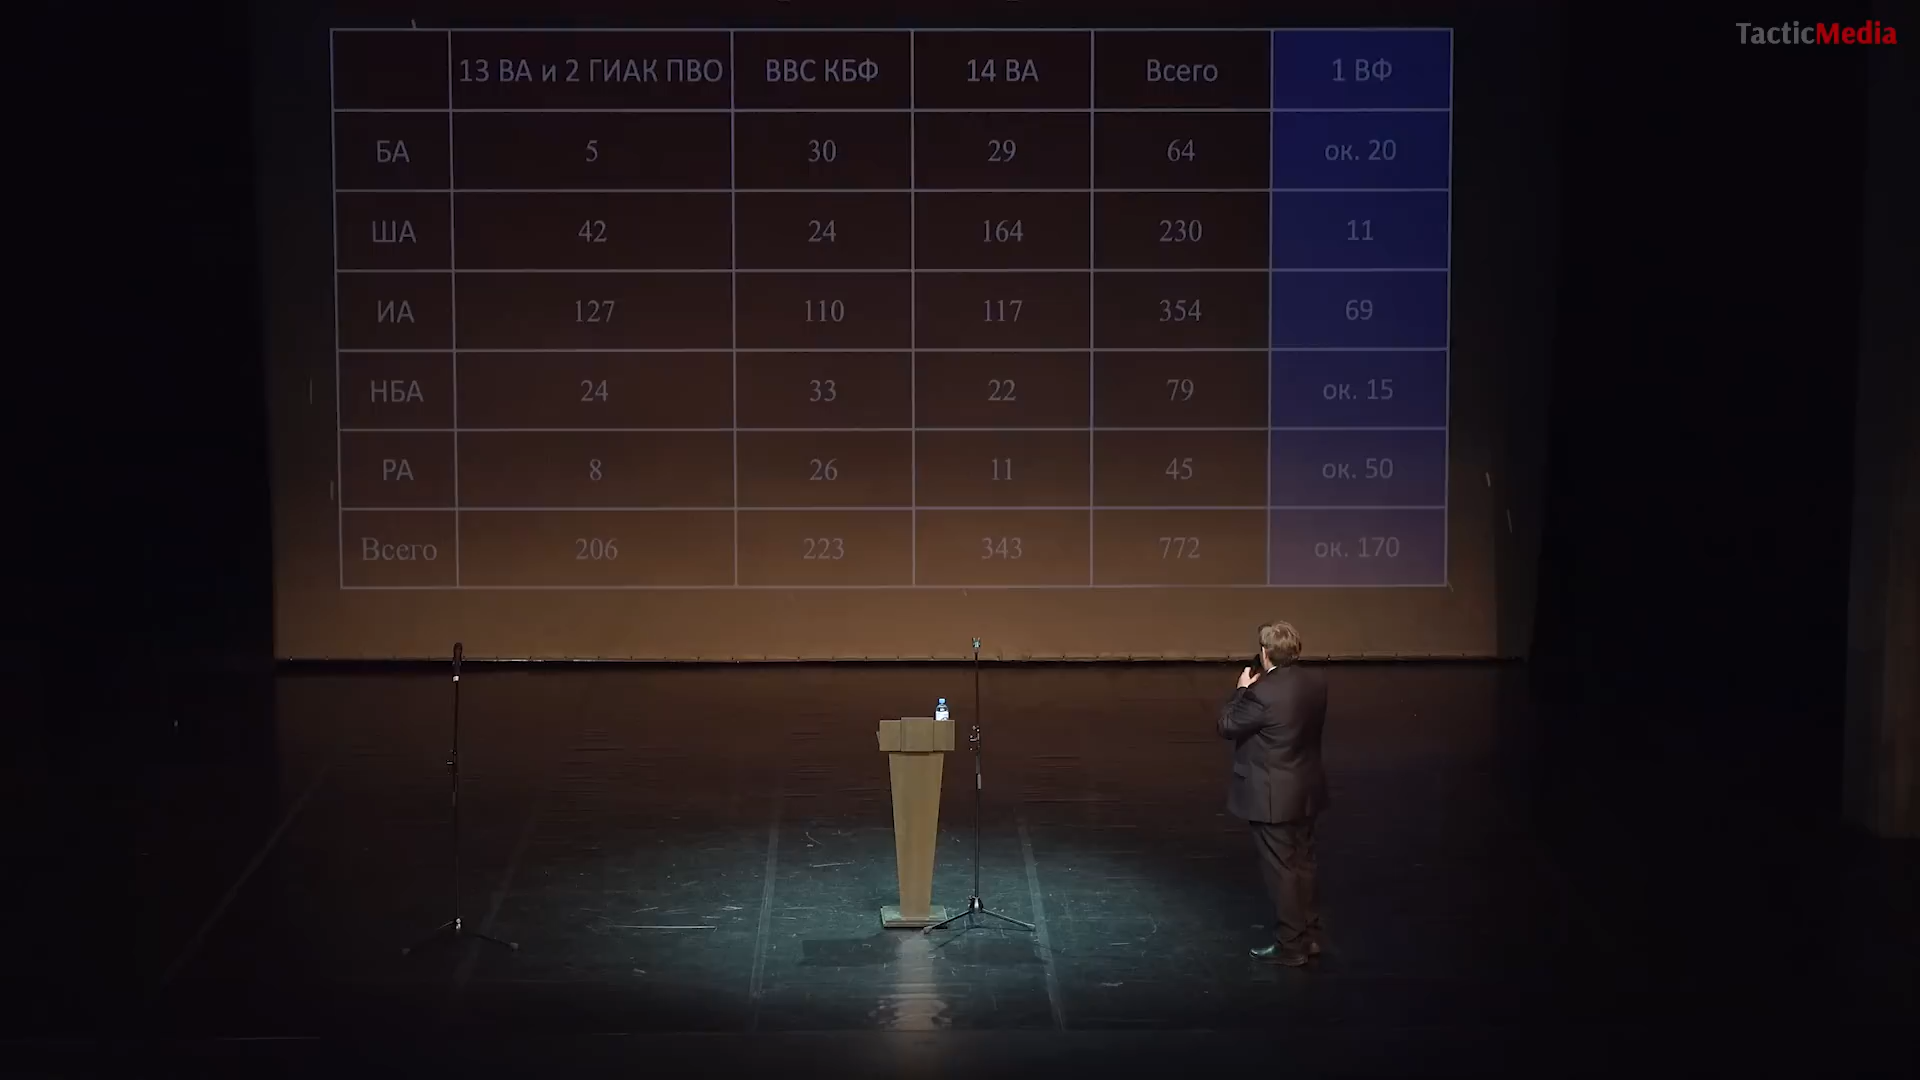 TacticMedia
13 ВА и 2 ГИАК ПВО ВВС КБФ 14 ВА Всего 1 ВФ
БА 5 30 29 64 ок. 20
ША 42 24 164 230 11
ИА 127 110 117 354 69
НБА 24 33 22 79 ок. 15
РА 8 26 11 45 ок. 50
Всего 206 223 343 772 ок. 170